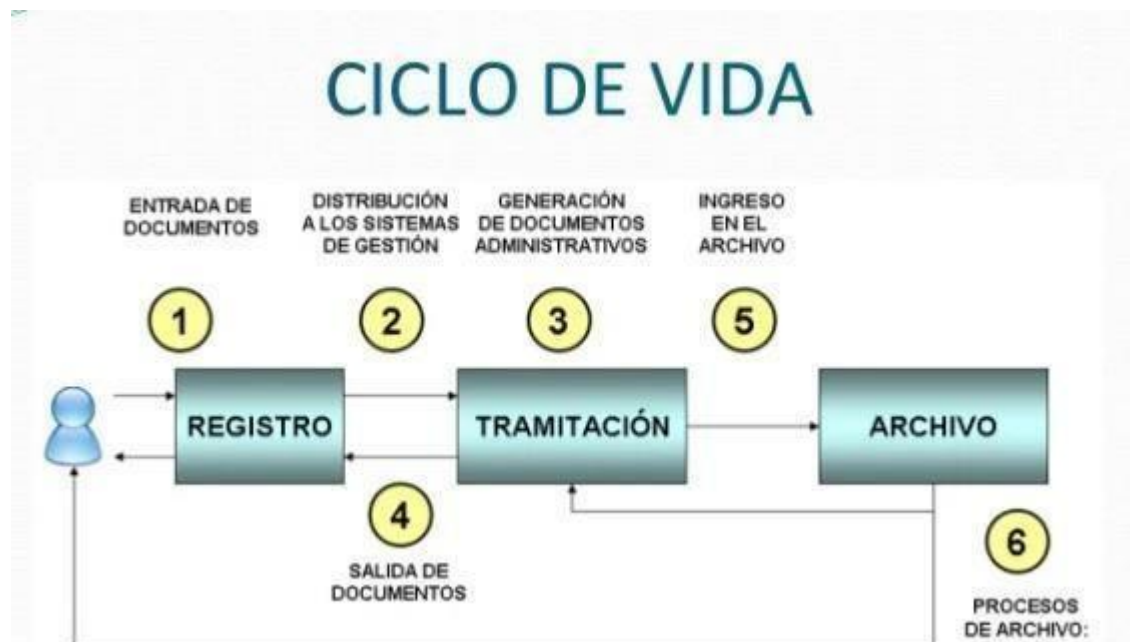 CICLO DE VIDA
ENTRADA DE
DOCUMENTOS
DISTRIBUCIÓN
A LOS SISTEMAS
DE GESTIÓN
GENERACIÓN
DE DOCUMENTOS
ADMINISTRATIVOS
INGRESO
EN EL
ARCHIVO
1
2
3
5
REGISTRO
TRAMITACIÓN
ARCHIVO
4
SALIDA DE
DOCUMENTOS
6
PROCESOS
DE ARCHIVO: